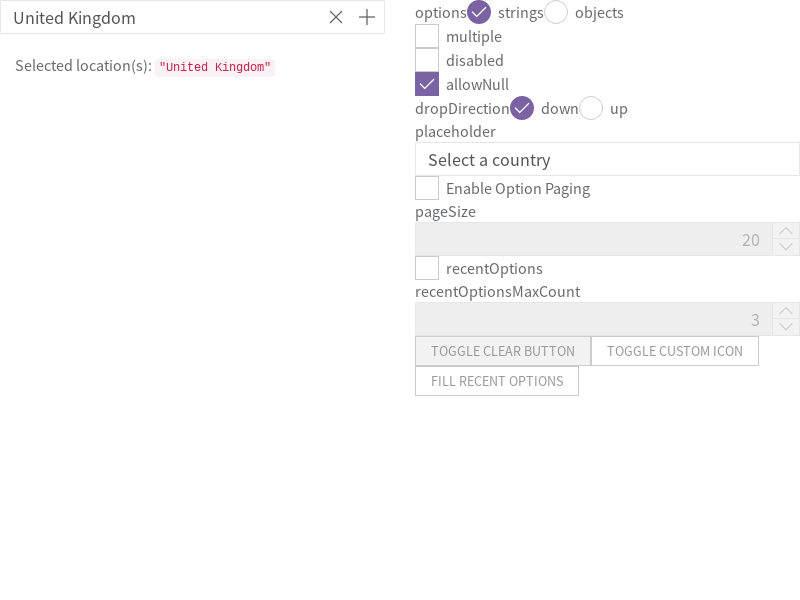 United Kingdom
Selected location(s): "United Kingdom"
options strings objects
multiple
disabled
allowNull
dropDirection down up
placeholder
Select a country
Enable Option Paging
pageSize
20
recentOptions
recentOptionsMaxCount
3
TOGGLE CLEAR BUTTON TOGGLE CUSTOM ICON
FILL RECENT OPTIONS